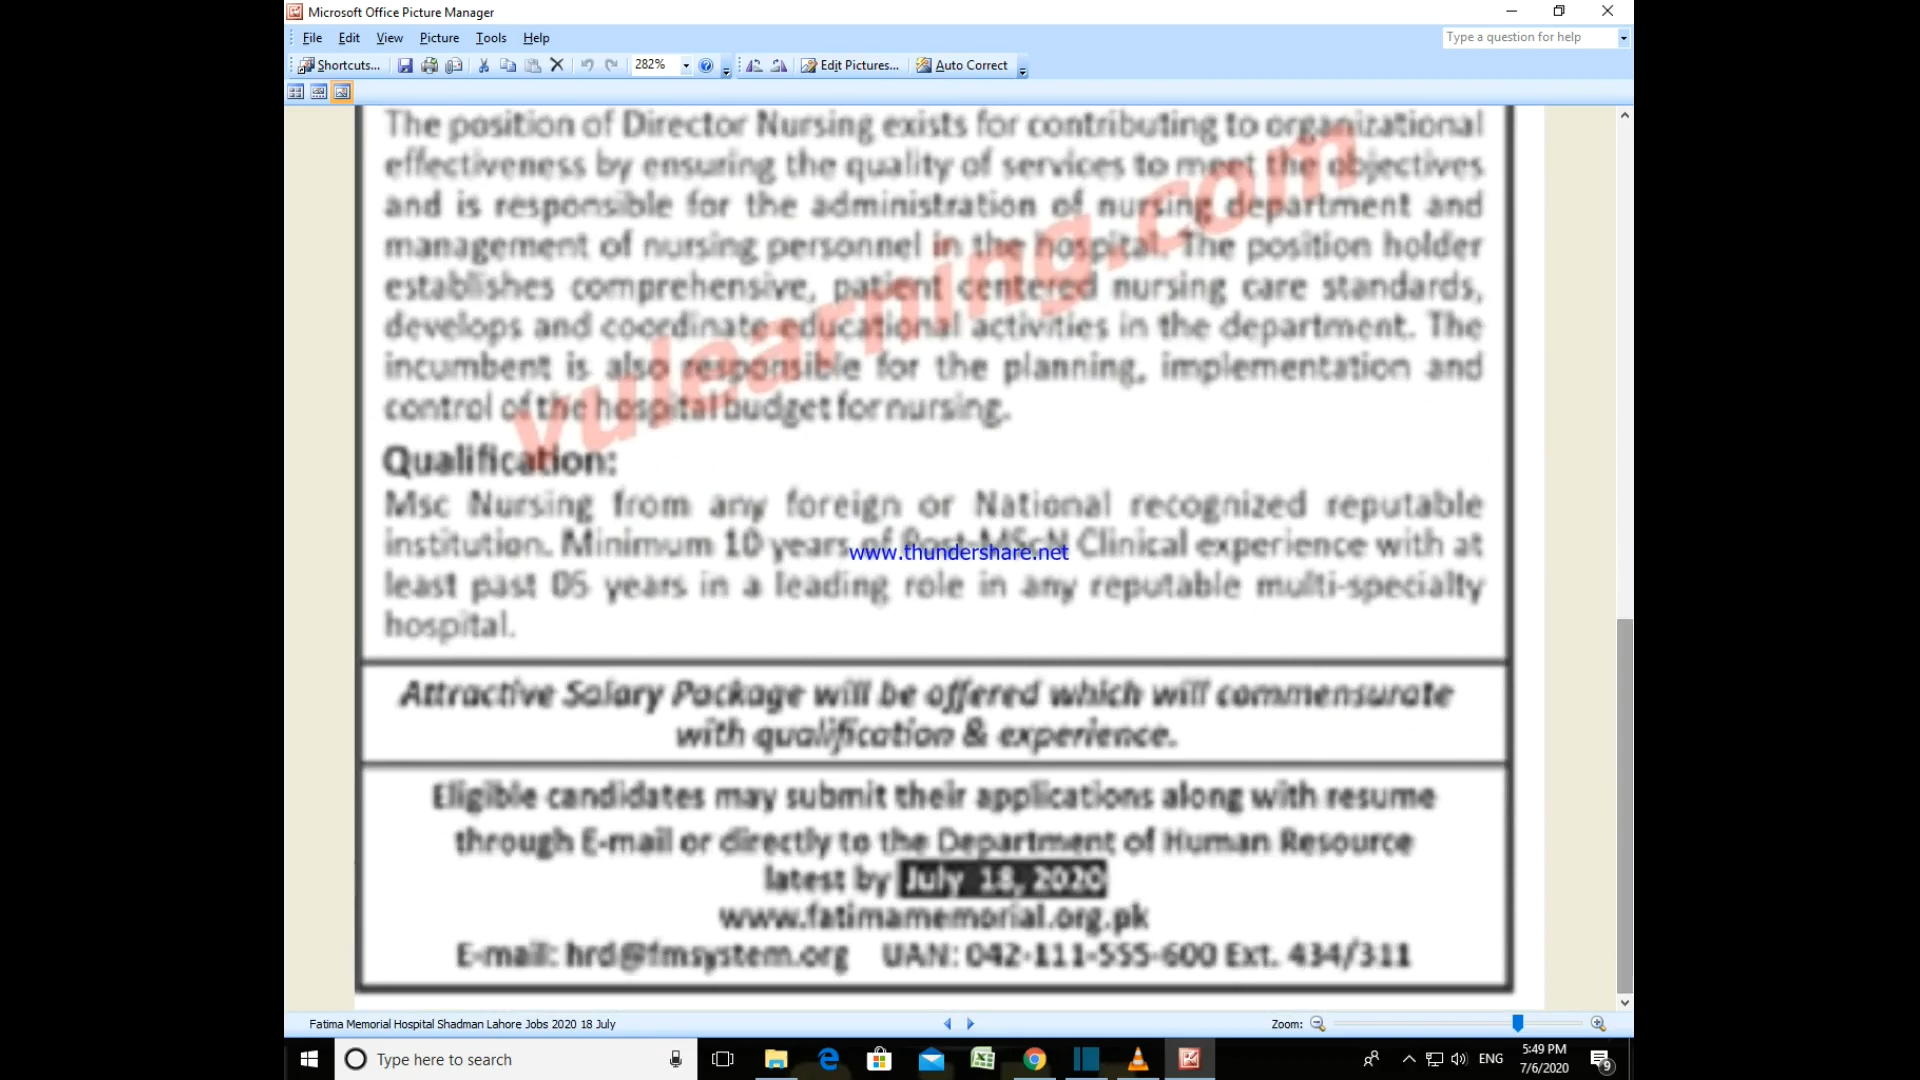 Microsoft Office Picture Manager
File Edit View Picture Tools Help
Type a question for help
Shortcuts... 282% Edit Pictures... Auto Correct
The position of Director Nursing exists for contributing to organizational
effectiveness by ensuring the quality of services to meet the objectives
and is responsible for the administration of nursing department and
management of nursing personnel in the hospital. The position holder
establishes comprehensive, patient centered nursing care standards,
develops and coordinate educational activities in the department. The
incumbent is also responsible for the planning, implementation and
control of the hospital budget for nursing.
vulearning.com
Qualification:
Msc Nursing from any foreign or National recognized reputable
institution. Minimum 10 years of Post-MScN Clinical experience with at
www.thundershare.net
least past 05 years in a leading role in any reputable multi-specialty
hospital.
Attractive Salary Package will be offered which will commensurate
with qualification & experience.
Eligible candidates may submit their applications along with resume
through E-mail or directly to the Department of Human Resource
latest by July 18, 2020
www.fatimamemorial.org.pk
E-mail: hrd@fmsystem.org UAN: 042-111-555-600 Ext. 434/311
Fatima Memorial Hospital Shadman Lahore Jobs 2020 18 July
Zoom:
Type here to search
ENG
5:49 PM
7/6/2020
9